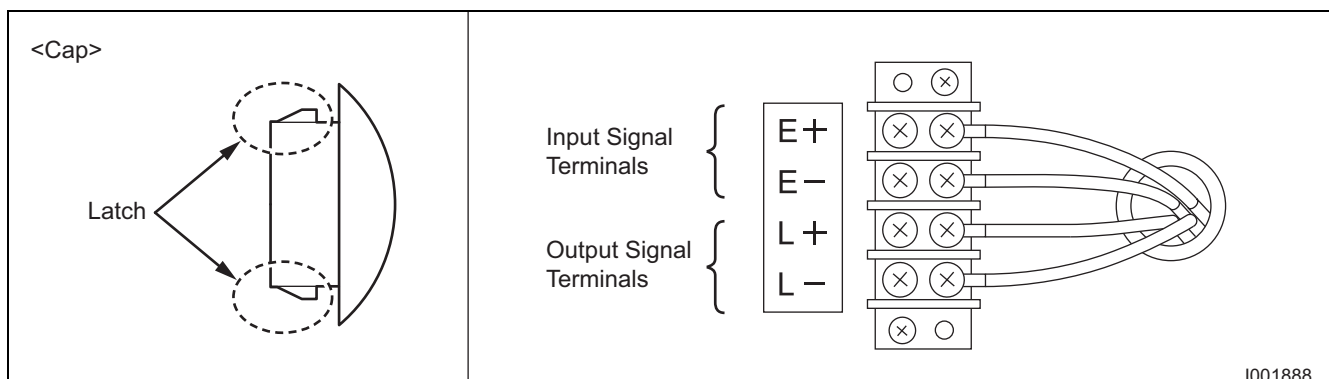 <Cap>
Latch
Input Signal
Terminals
Output Signal
Terminals
E+
E−
L+
L−
I001888